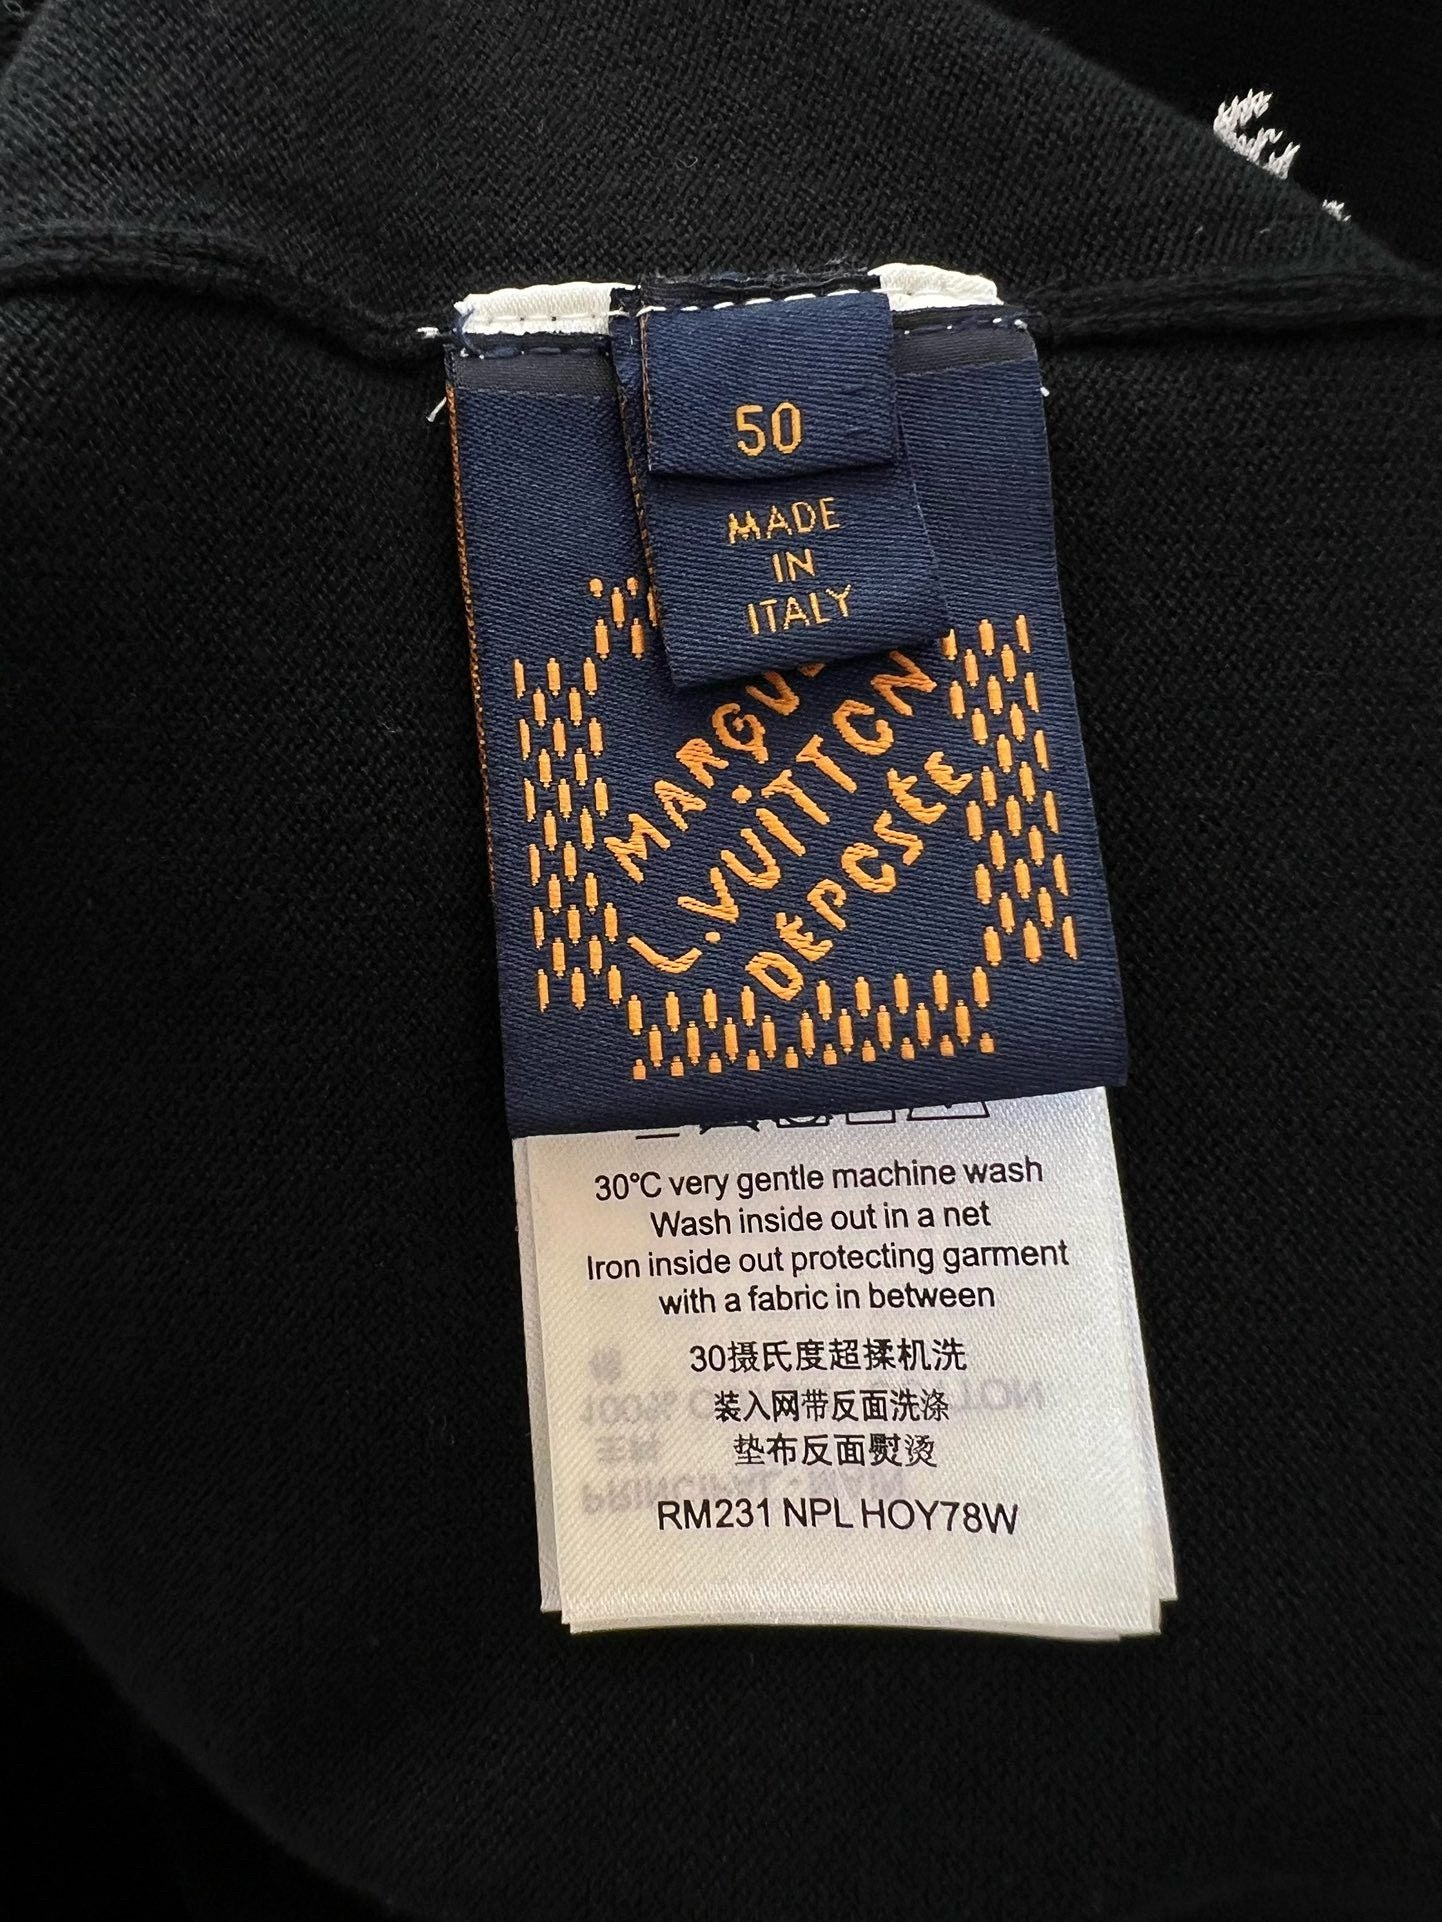 50
MADE
IN
ITALY
L.VUITTON
DEPOSÉE
30°C very gentle machine wash
Wash inside out in a net
Iron inside out protecting garment
with a fabric in between
30摄氏度超揉机洗
装入网带反面洗涤
垫布反面熨烫
RM231 NPL HOY78W